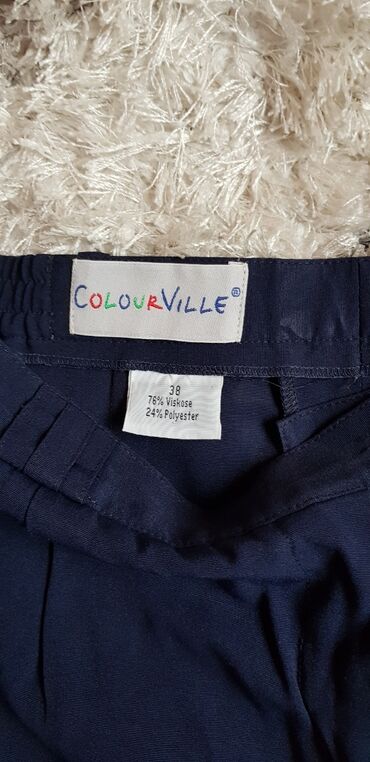 COLOURVILLE®
38
76% Viskose
24% Polyester